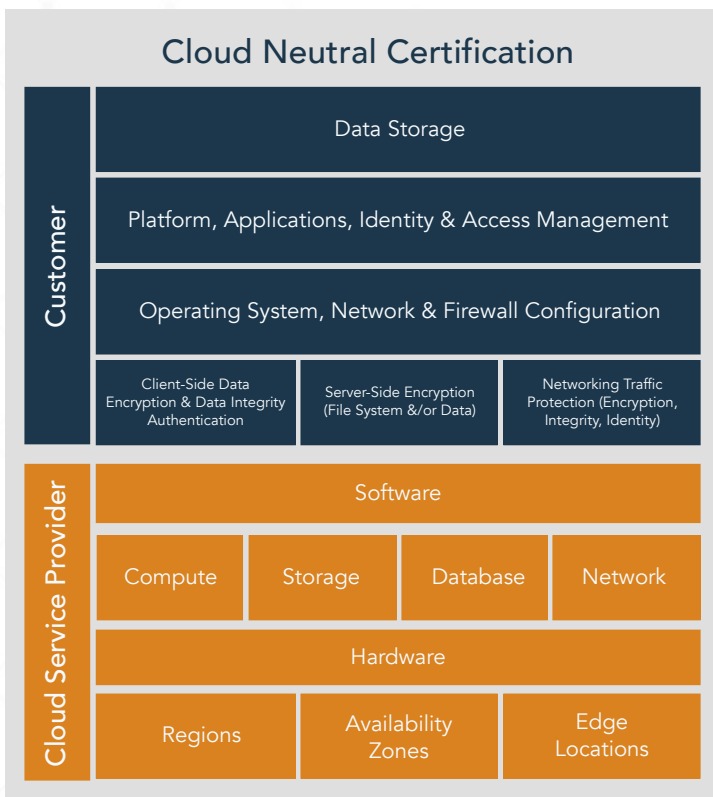 Cloud Neutral Certification
Customer
Data Storage
Platform, Applications, Identity & Access Management
Operating System, Network & Firewall Configuration
Client-Side Data
Encryption & Data Integrity
Authentication
Server-Side Encryption
(File System &/or Data)
Networking Traffic
Protection (Encryption,
Integrity, Identity)
Cloud Service Provider
Software
Compute
Storage
Database
Network
Hardware
Regions
Availability
Zones
Edge
Locations